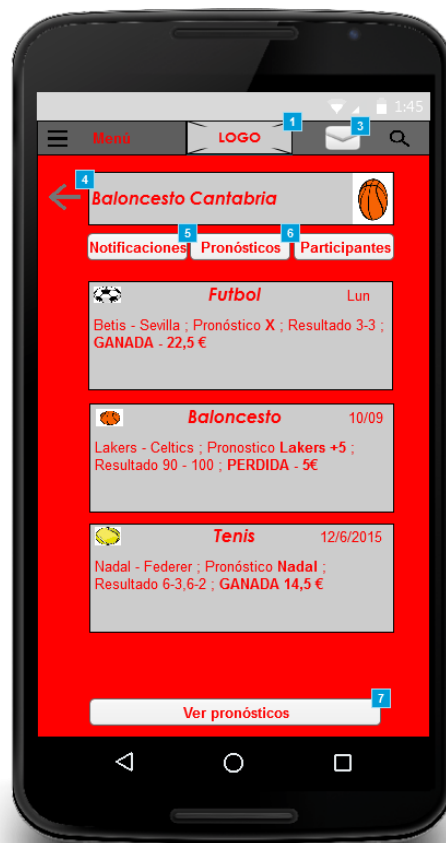 1:45
Menú
LOGO
1
3
4
Baloncesto Cantabria
5
6
Notificaciones
Pronósticos
Participantes
Futbol
Lun
Betis - Sevilla ; Pronóstico X ; Resultado 3-3 ;
GANADA - 22,5 €
Baloncesto
10/09
Lakers - Celtics ; Pronostico Lakers +5 ;
Resultado 90 - 100 ; PERDIDA - 5€
Tenis
12/6/2015
Nadal - Federer ; Pronóstico Nadal ;
Resultado 6-3,6-2 ; GANADA 14,5 €
7
Ver pronósticos